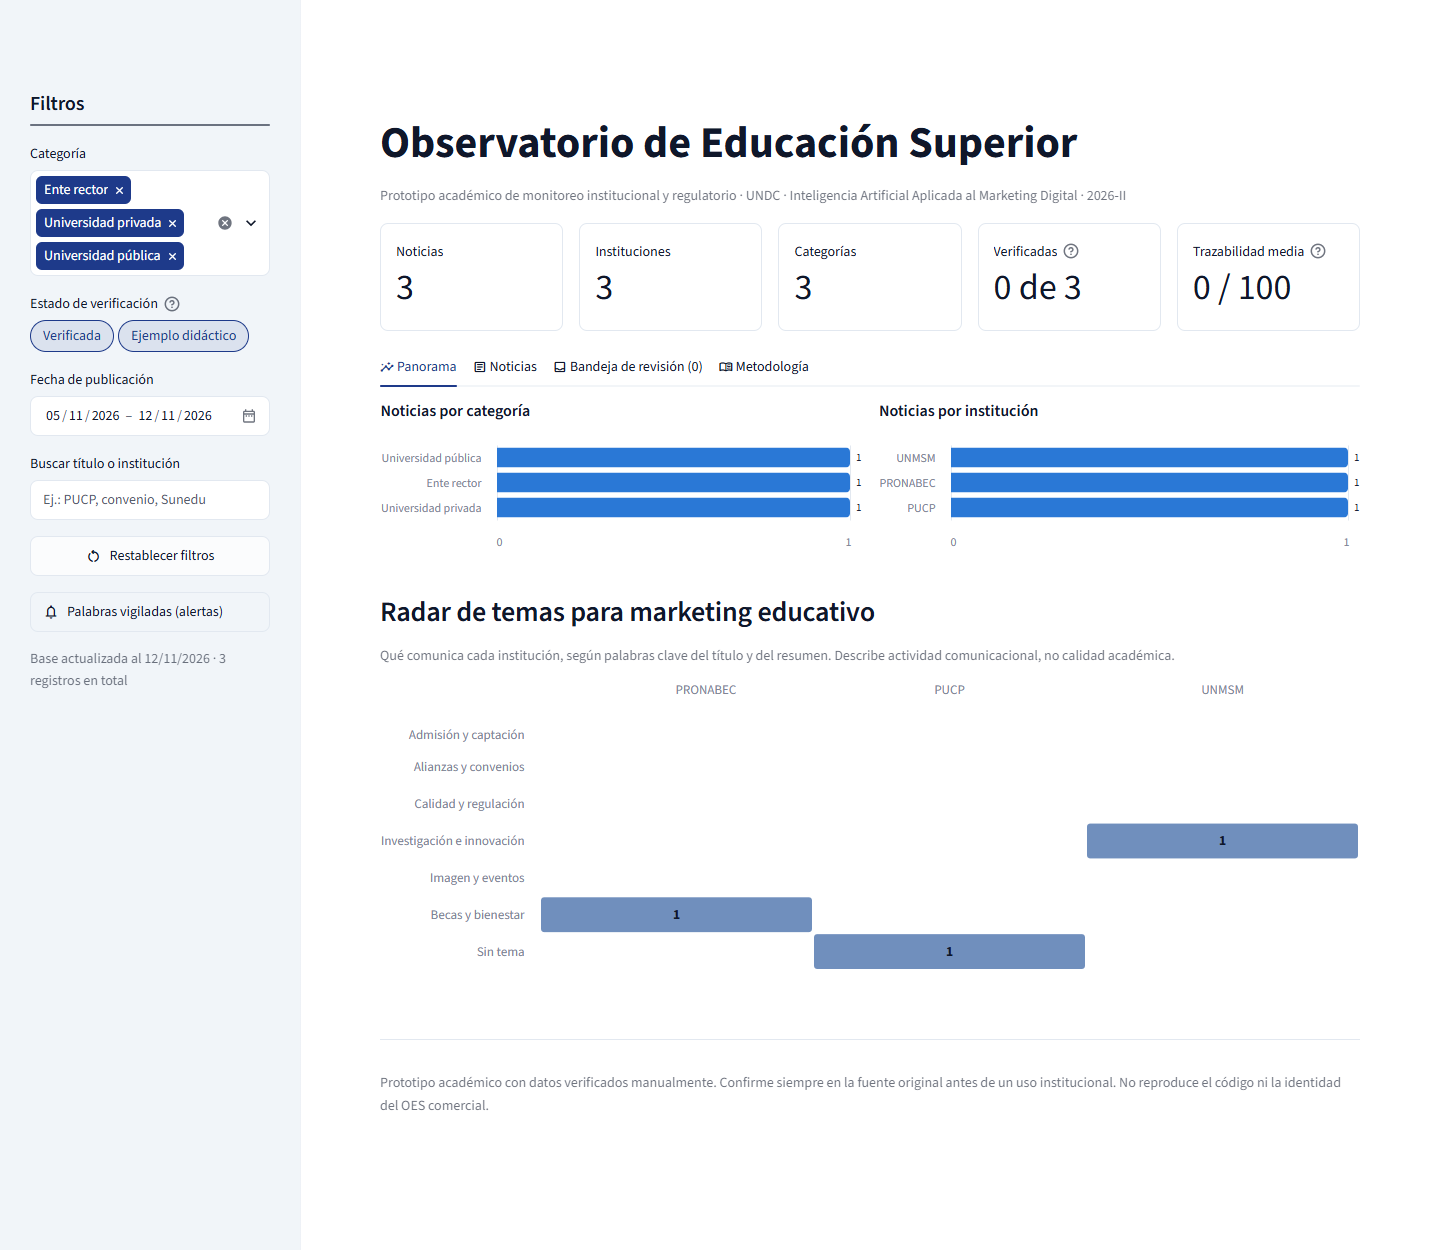 Filtros
Categoría
Ente rector ×
Universidad privada ×
Universidad pública ×
Estado de verificación ?
Verificada
Ejemplo didáctico
Fecha de publicación
05 / 11 / 2026 – 12 / 11 / 2026
Buscar título o institución
Ej.: PUCP, convenio, Sunedu
Restablecer filtros
Palabras vigiladas (alertas)
Base actualizada al 12/11/2026 · 3
registros en total
Observatorio de Educación Superior
Prototipo académico de monitoreo institucional y regulatorio · UNDC · Inteligencia Artificial Aplicada al Marketing Digital · 2026-II
Noticias
3
Instituciones
3
Categorías
3
Verificadas ?
0 de 3
Trazabilidad media ?
0 / 100
Panorama
Noticias
Bandeja de revisión (0)
Metodología
Noticias por categoría
Universidad pública 1
Ente rector 1
Universidad privada 1
0 1
Noticias por institución
UNMSM 1
PRONABEC 1
PUCP 1
0 1
Radar de temas para marketing educativo
Qué comunica cada institución, según palabras clave del título y del resumen. Describe actividad comunicacional, no calidad académica.
PRONABEC PUCP UNMSM
Admisión y captación
Alianzas y convenios
Calidad y regulación
Investigación e innovación 1
Imagen y eventos
Becas y bienestar 1
Sin tema 1
Prototipo académico con datos verificados manualmente. Confirme siempre en la fuente original antes de un uso institucional. No reproduce el código ni la identidad
del OES comercial.